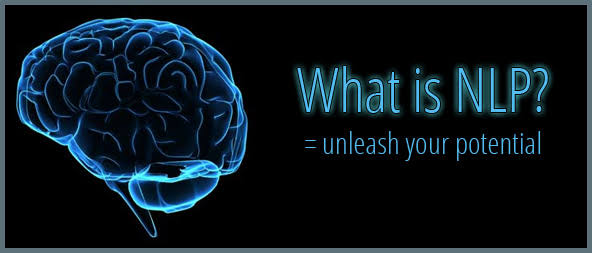 What is NLP?
= unleash your potential